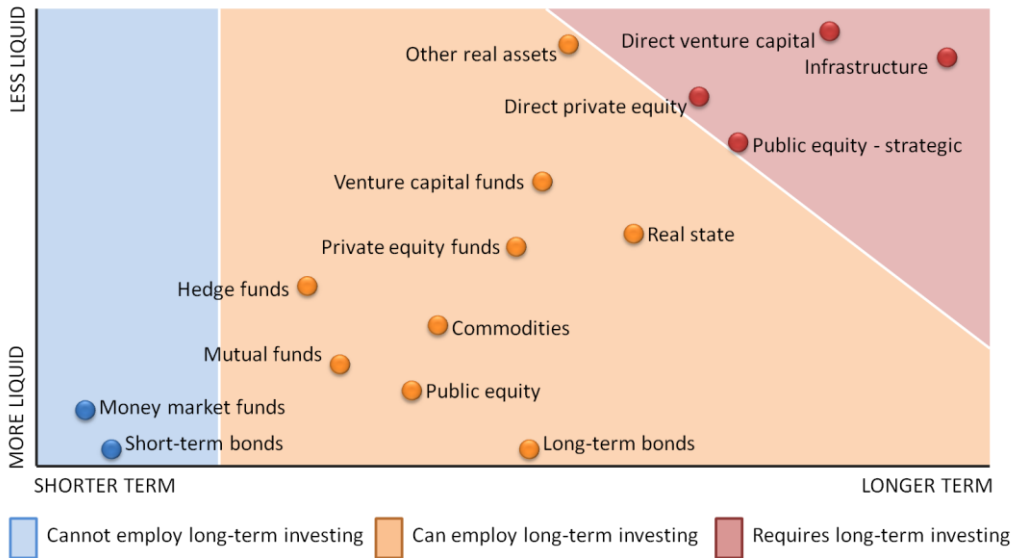 LESS LIQUID
MORE LIQUID
Direct venture capital
Other real assets
Infrastructure
Direct private equity
Public equity - strategic
Venture capital funds
Real state
Private equity funds
Hedge funds
Commodities
Mutual funds
Public equity
Money market funds
Short-term bonds
Long-term bonds
SHORTER TERM
LONGER TERM
Cannot employ long-term investing
Can employ long-term investing
Requires long-term investing